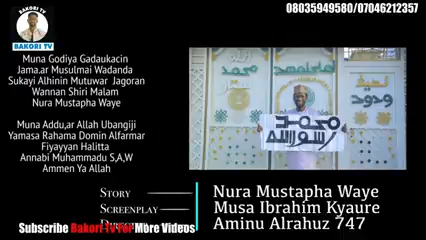 08035949580/07046212357
BAKORI TV
Muna Godiya Gadaukacin
Jama.ar Musulmai Wadanda
Sukayi Alhinin Mutuwar Jagoran
Wannan Shiri Malam
Nura Mustapha Waye
Muna Addu,ar Allah Ubangiji
Yamasa Rahama Domin Alfarmar
Fiyayyan Halitta
Annabi Muhammadu S,A,W
Ammen Ya Allah
محمد
رسول الله
ودود
STORY Nura Mustapha Waye
SCREENPLAY Musa Ibrahim Kyaure
Aminu Alrahuz 747
Subscribe Bakori Tv For More Videos